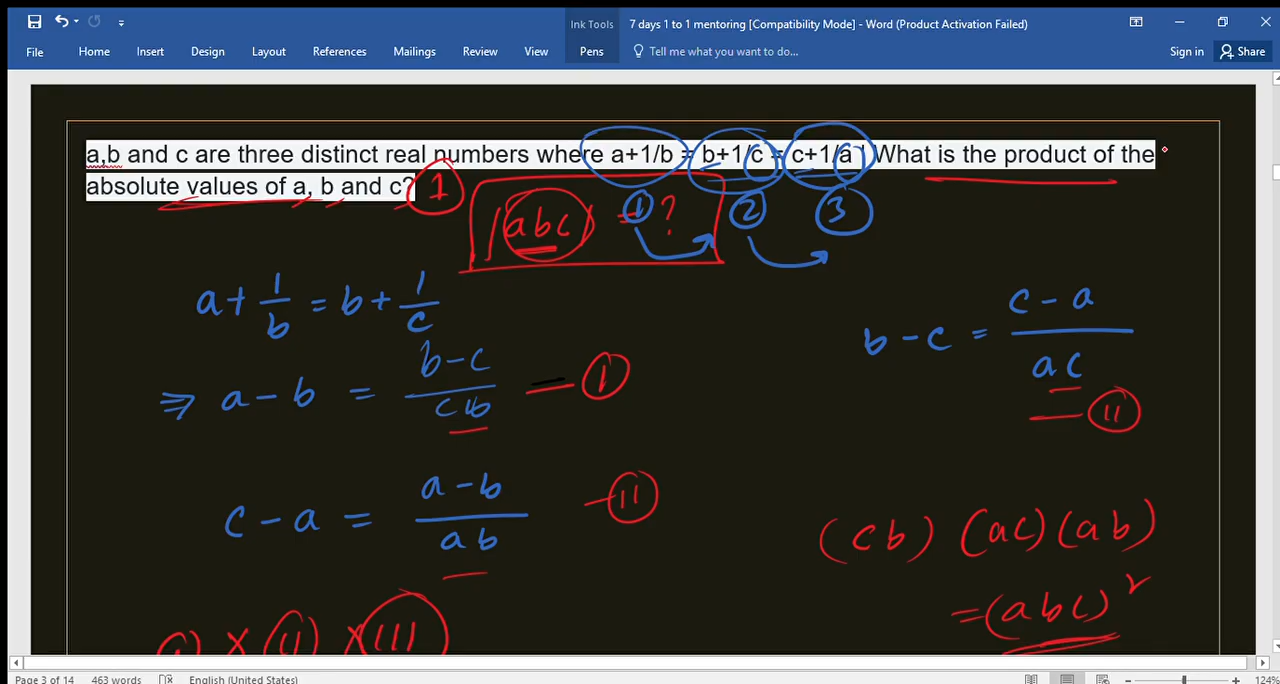 Ink Tools
7 days 1 to 1 mentoring [Compatibility Mode] - Word (Product Activation Failed)
File Home Insert Design Layout References Mailings Review View Pens Tell me what you want to do... Sign in Share
a,b and c are three distinct real numbers where a+1/b = b+1/c = c+1/a ! What is the product of the
absolute values of a, b and c? 1
|abc| = ?
1 2 3
a + 1/b = b + 1/c
⇒ a - b = b - c / cb — 1
b - c = c - a / ac — 11
c - a = a - b / ab — 11
(cb) (ac) (ab)
= (abc)²
(1) × (11) × (111)
Page 3 of 14 463 words English (United States) 124%